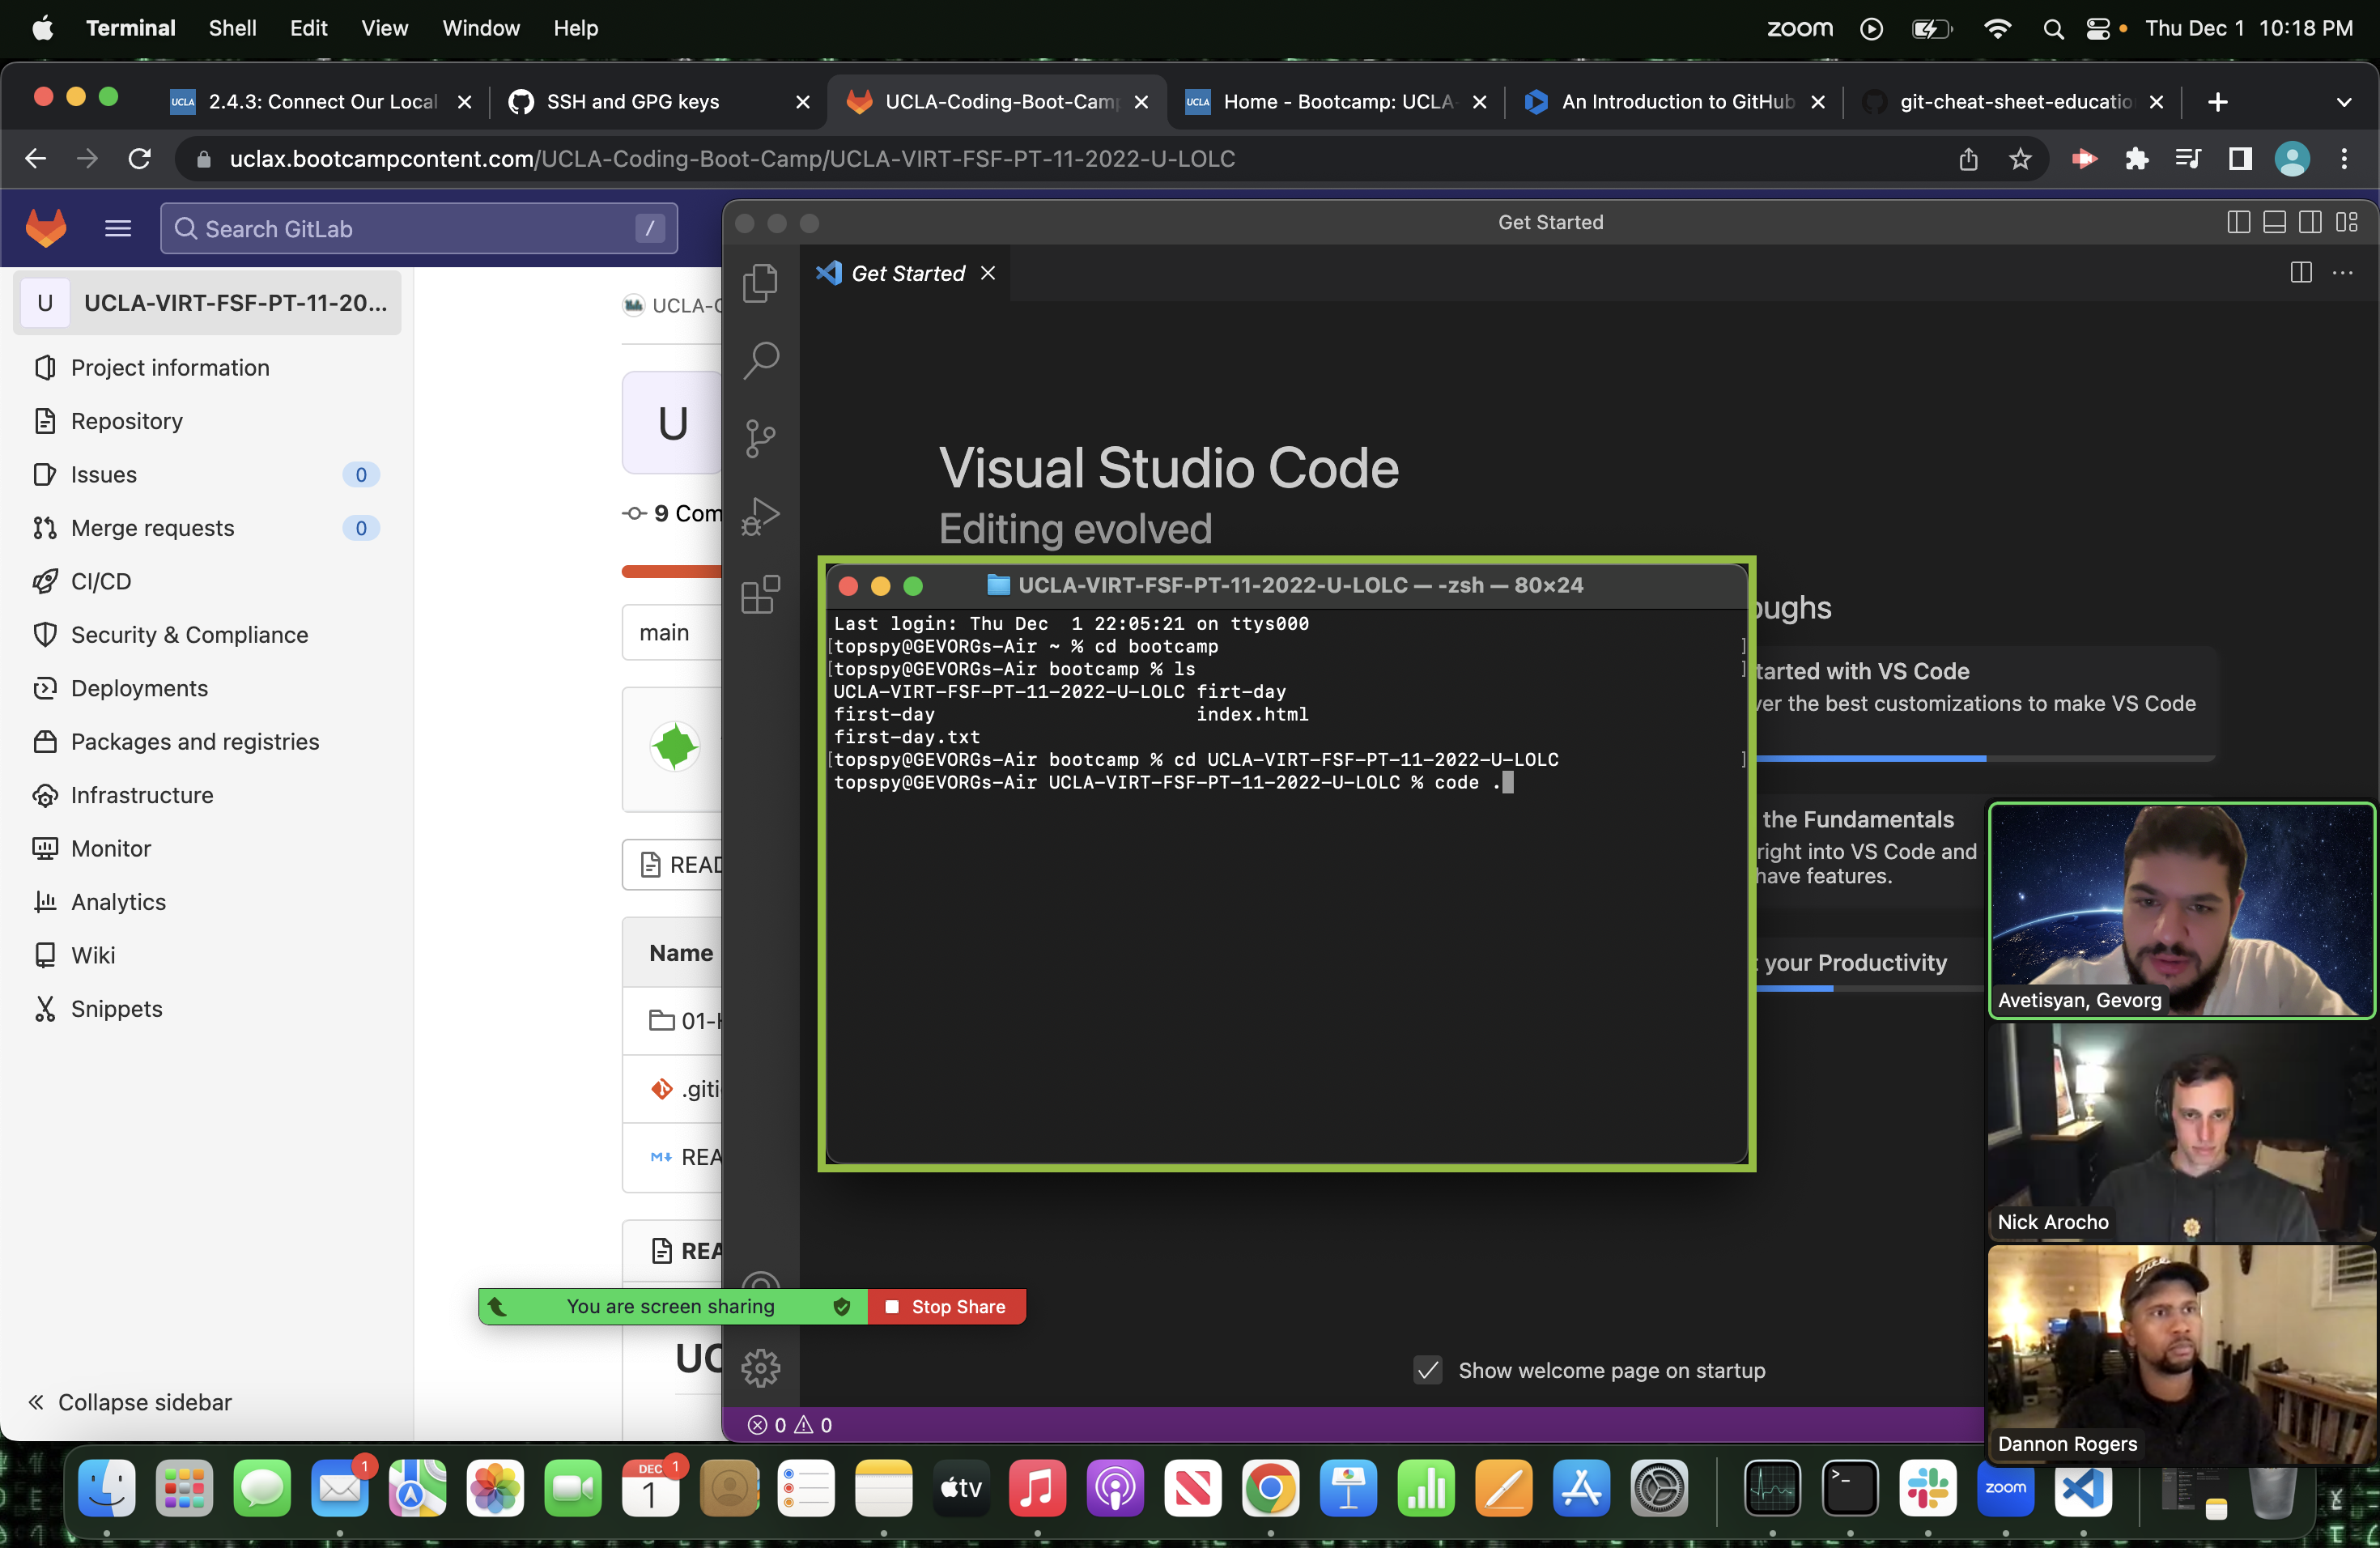 Terminal Shell Edit View Window Help zoom Thu Dec 1 10:18 PM
UCLA 2.4.3: Connect Our Local SSH and GPG keys UCLA-Coding-Boot-Camp UCLA Home - Bootcamp: UCLA- An Introduction to GitHub git-cheat-sheet-educatio
uclax.bootcampcontent.com/UCLA-Coding-Boot-Camp/UCLA-VIRT-FSF-PT-11-2022-U-LOLC
Search GitLab /
U UCLA-VIRT-FSF-PT-11-20...
Project information
Repository
Issues 0
Merge requests 0
CI/CD
Security & Compliance
Deployments
Packages and registries
Infrastructure
Monitor
Analytics
Wiki
Snippets
Collapse sidebar
UCLA-C
U
9 Com
main
READ
Name
01-H
.giti
REA
REA
UC
Get Started
Get Started
Visual Studio Code
Editing evolved
oughs
tarted with VS Code
ver the best customizations to make VS Code
the Fundamentals
right into VS Code and
have features.
your Productivity
Show welcome page on startup
0 0
UCLA-VIRT-FSF-PT-11-2022-U-LOLC — -zsh — 80×24
Last login: Thu Dec  1 22:05:21 on ttys000
[topspy@GEVORGs-Air ~ % cd bootcamp ]
[topspy@GEVORGs-Air bootcamp % ls ]
UCLA-VIRT-FSF-PT-11-2022-U-LOLC firt-day
first-day index.html
first-day.txt
[topspy@GEVORGs-Air bootcamp % cd UCLA-VIRT-FSF-PT-11-2022-U-LOLC ]
topspy@GEVORGs-Air UCLA-VIRT-FSF-PT-11-2022-U-LOLC % code .
You are screen sharing Stop Share
Avetisyan, Gevorg
Nick Arocho
Dannon Rogers
1
DEC 1
1
tv
zoom